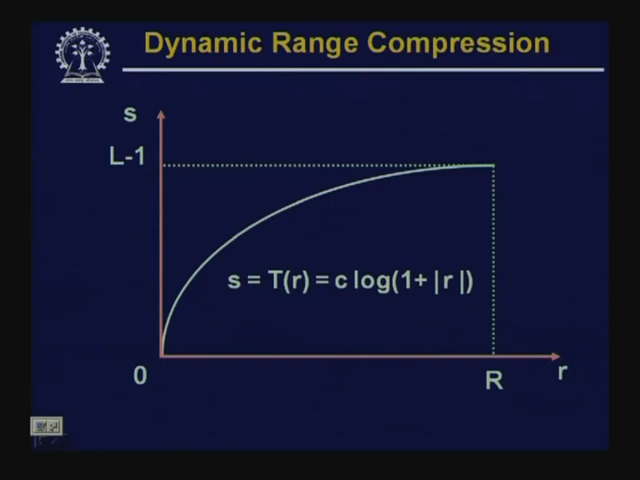 Dynamic Range Compression
s
L-1
s = T(r) = c log(1+ |r |)
0
R
r